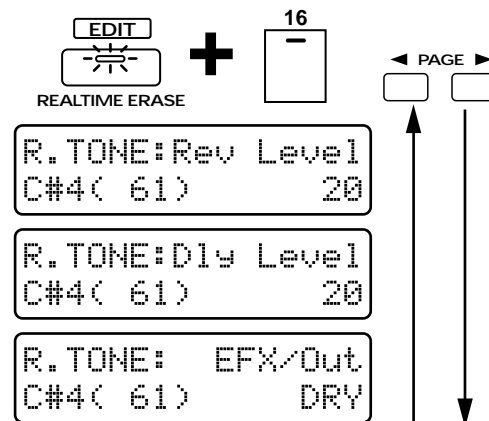 EDIT
REALTIME ERASE
16
◄ PAGE ►
R.TONE:Rev Level
C#4( 61) 20
R.TONE:Dly Level
C#4( 61) 20
R.TONE: EFX/Out
C#4( 61) DRY